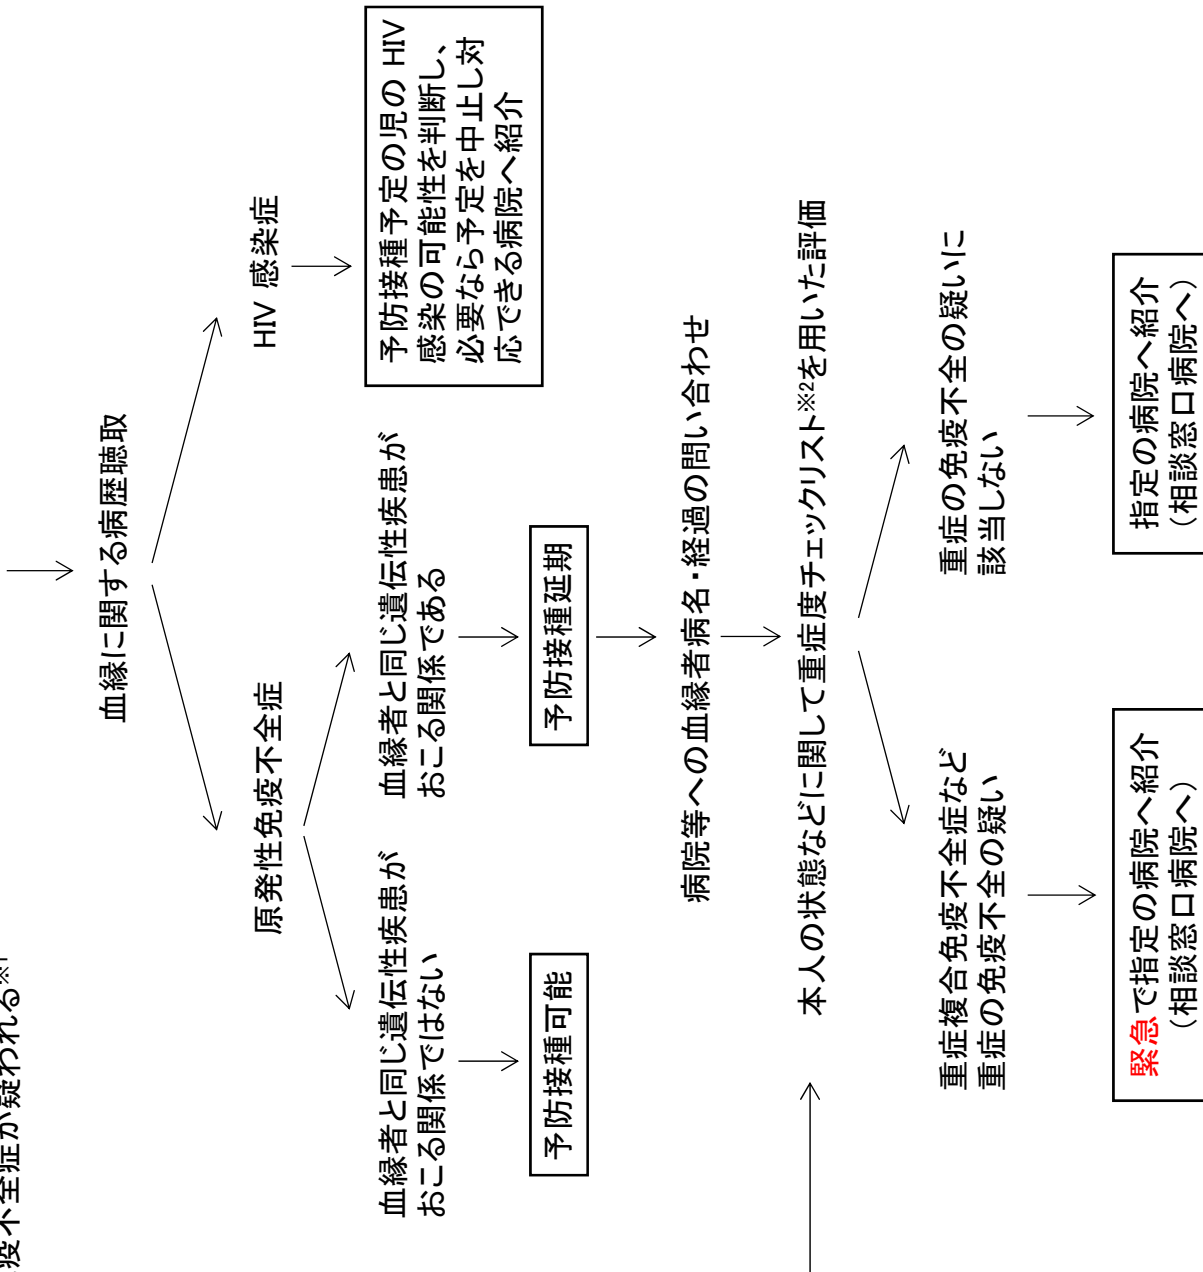 疫不全症が疑われる※1
血縁に関する病歴聴取
原発性免疫不全症
HIV 感染症
血縁者と同じ遺伝性疾患が
おこる関係ではない
血縁者と同じ遺伝性疾患が
おこる関係である
予防接種予定の児の HIV
感染の可能性を判断し、
必要なら予定を中止し対
応できる病院へ紹介
予防接種可能
予防接種延期
病院等への血縁者病名・経過の問い合わせ
本人の状態などに関して重症度チェックリスト※2を用いた評価
重症複合免疫不全症など
重症の免疫不全の疑い
重症の免疫不全の疑いに
該当しない
緊急で指定の病院へ紹介
（相談窓口病院へ）
指定の病院へ紹介
（相談窓口病院へ）